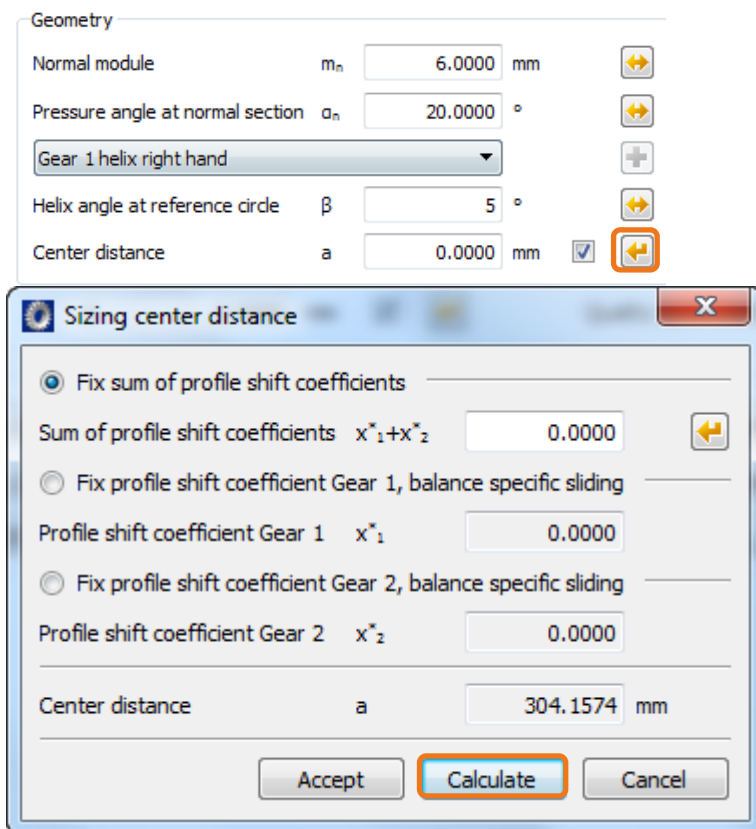 Geometry
Normal module mₙ 6.0000 mm
Pressure angle at normal section αₙ 20.0000 °
Gear 1 helix right hand
Helix angle at reference circle β 5 °
Center distance a 0.0000 mm
Sizing center distance
Fix sum of profile shift coefficients
Sum of profile shift coefficients x*₁+x*₂ 0.0000
Fix profile shift coefficient Gear 1, balance specific sliding
Profile shift coefficient Gear 1 x*₁ 0.0000
Fix profile shift coefficient Gear 2, balance specific sliding
Profile shift coefficient Gear 2 x*₂ 0.0000
Center distance a 304.1574 mm
Accept Calculate Cancel